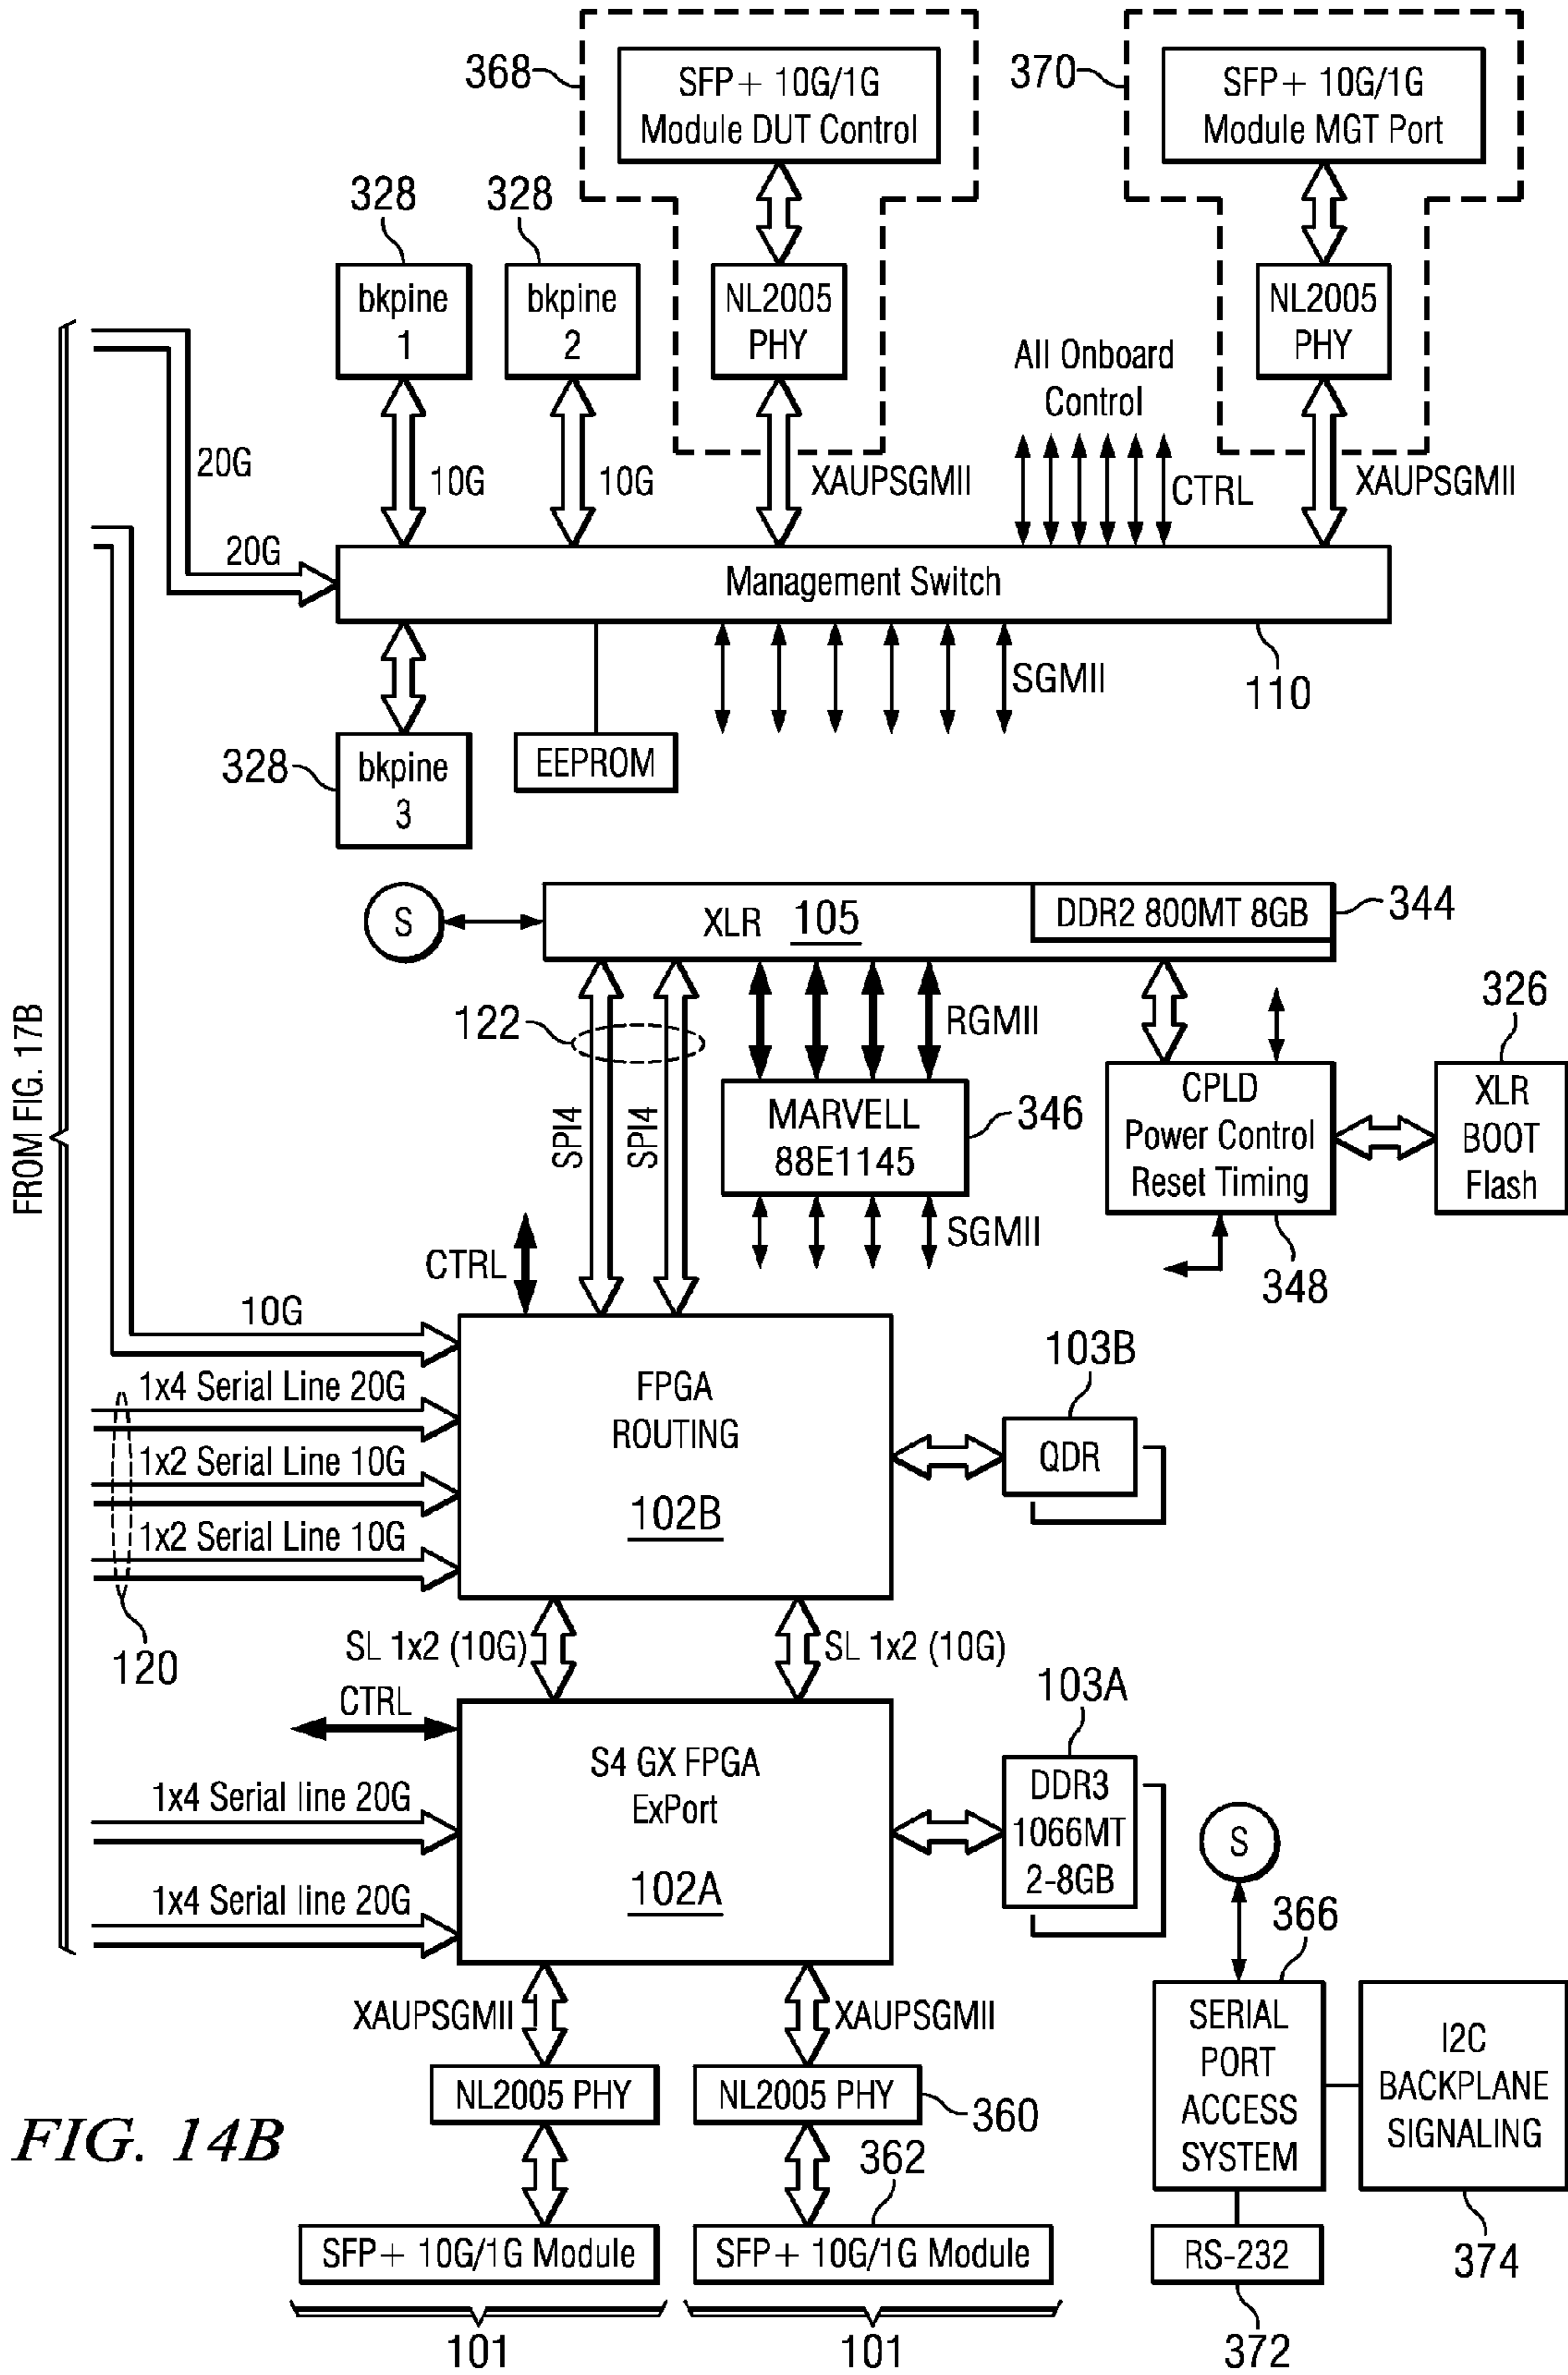 368
SFP+ 10G/1G
Module DUT Control
370
SFP+ 10G/1G
Module MGT Port
328
328
bkpine
1
bkpine
2
NL2005
PHY
All Onboard
Control
NL2005
PHY
20G
10G
10G
XAUPSGMII
CTRL
XAUPSGMII
20G
Management Switch
SGMII
110
328
bkpine
3
EEPROM
S
XLR 105
DDR2 800MT 8GB
344
122
RGMII
326
FROM FIG. 17B
SPI4
SPI4
MARVELL
88E1145
346
CPLD
Power Control
Reset Timing
XLR
BOOT
Flash
CTRL
SGMII
348
10G
1x4 Serial Line 20G
1x2 Serial Line 10G
1x2 Serial Line 10G
FPGA
ROUTING
102B
103B
QDR
120
SL 1x2 (10G)
SL 1x2 (10G)
CTRL
103A
1x4 Serial line 20G
1x4 Serial line 20G
S4 GX FPGA
ExPort
102A
DDR3
1066MT
2-8GB
S
366
XAUPSGMII
XAUPSGMII
SERIAL
PORT
ACCESS
SYSTEM
I2C
BACKPLANE
SIGNALING
NL2005 PHY
NL2005 PHY
360
FIG. 14B
362
SFP+ 10G/1G Module
SFP+ 10G/1G Module
RS-232
374
101
101
372